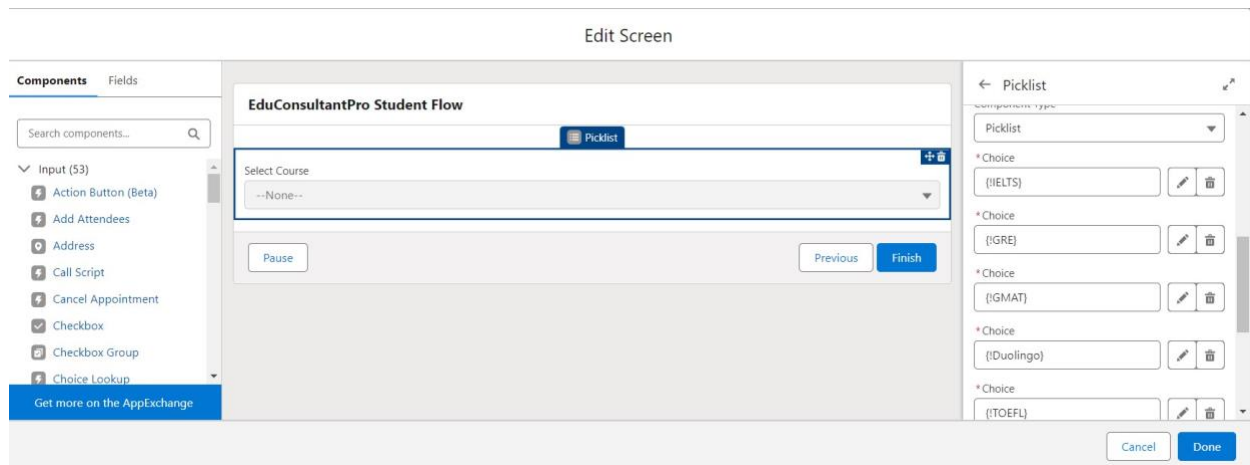 Edit Screen
Components Fields
Search components...
Input (53)
Action Button (Beta)
Add Attendees
Address
Call Script
Cancel Appointment
Checkbox
Checkbox Group
Choice Lookup
Get more on the AppExchange
EduConsultantPro Student Flow
Picklist
Select Course
--None--
Pause Previous Finish
Picklist
Component Type
Picklist
*Choice
{!IELTS}
*Choice
{!GRE}
*Choice
{!GMAT}
*Choice
{!Duolingo}
*Choice
{!TOEFL}
Cancel Done